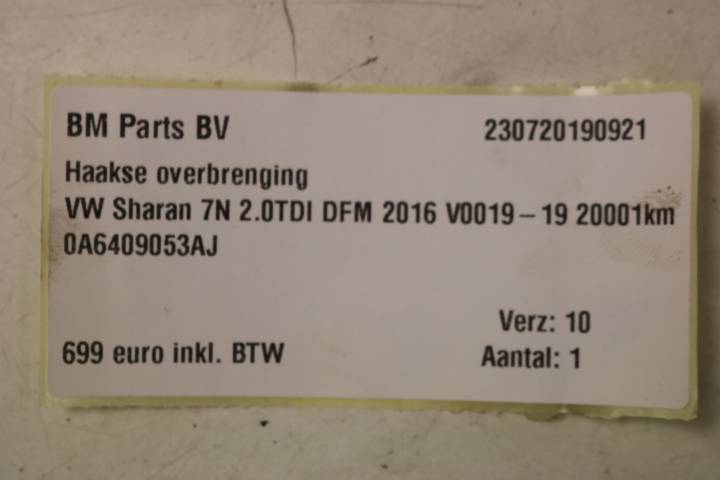 BM Parts BV 230720190921
Haakse overbrenging
VW Sharan 7N 2.0TDI DFM 2016 V0019-19 20001km
0A6409053AJ
Verz: 10
699 euro inkl. BTW Aantal: 1